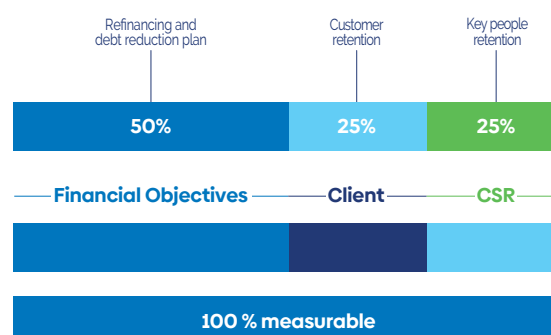 Refinancing and
debt reduction plan
Customer
retention
Key people
retention
50%
25%
25%
Financial Objectives
Client
CSR
100 % measurable